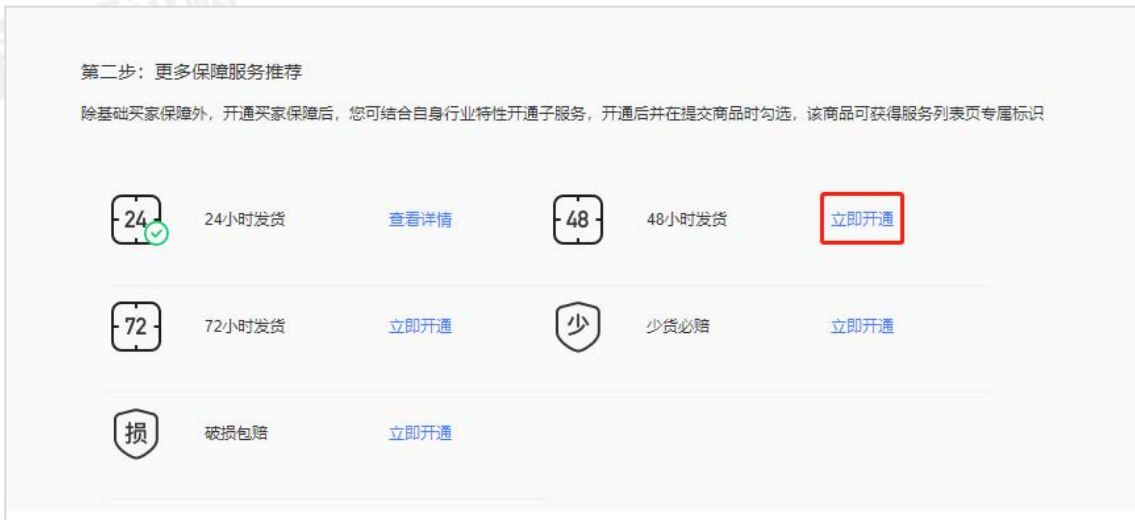 第二步：更多保障服务推荐
除基础买家保障外，开通买家保障后，您可结合自身行业特性开通子服务，开通后并在提交商品时勾选，该商品可获得服务列表页专属标识
24 24小时发货 查看详情 48 48小时发货 立即开通
72 72小时发货 立即开通 少 少货必赔 立即开通
损 破损包赔 立即开通